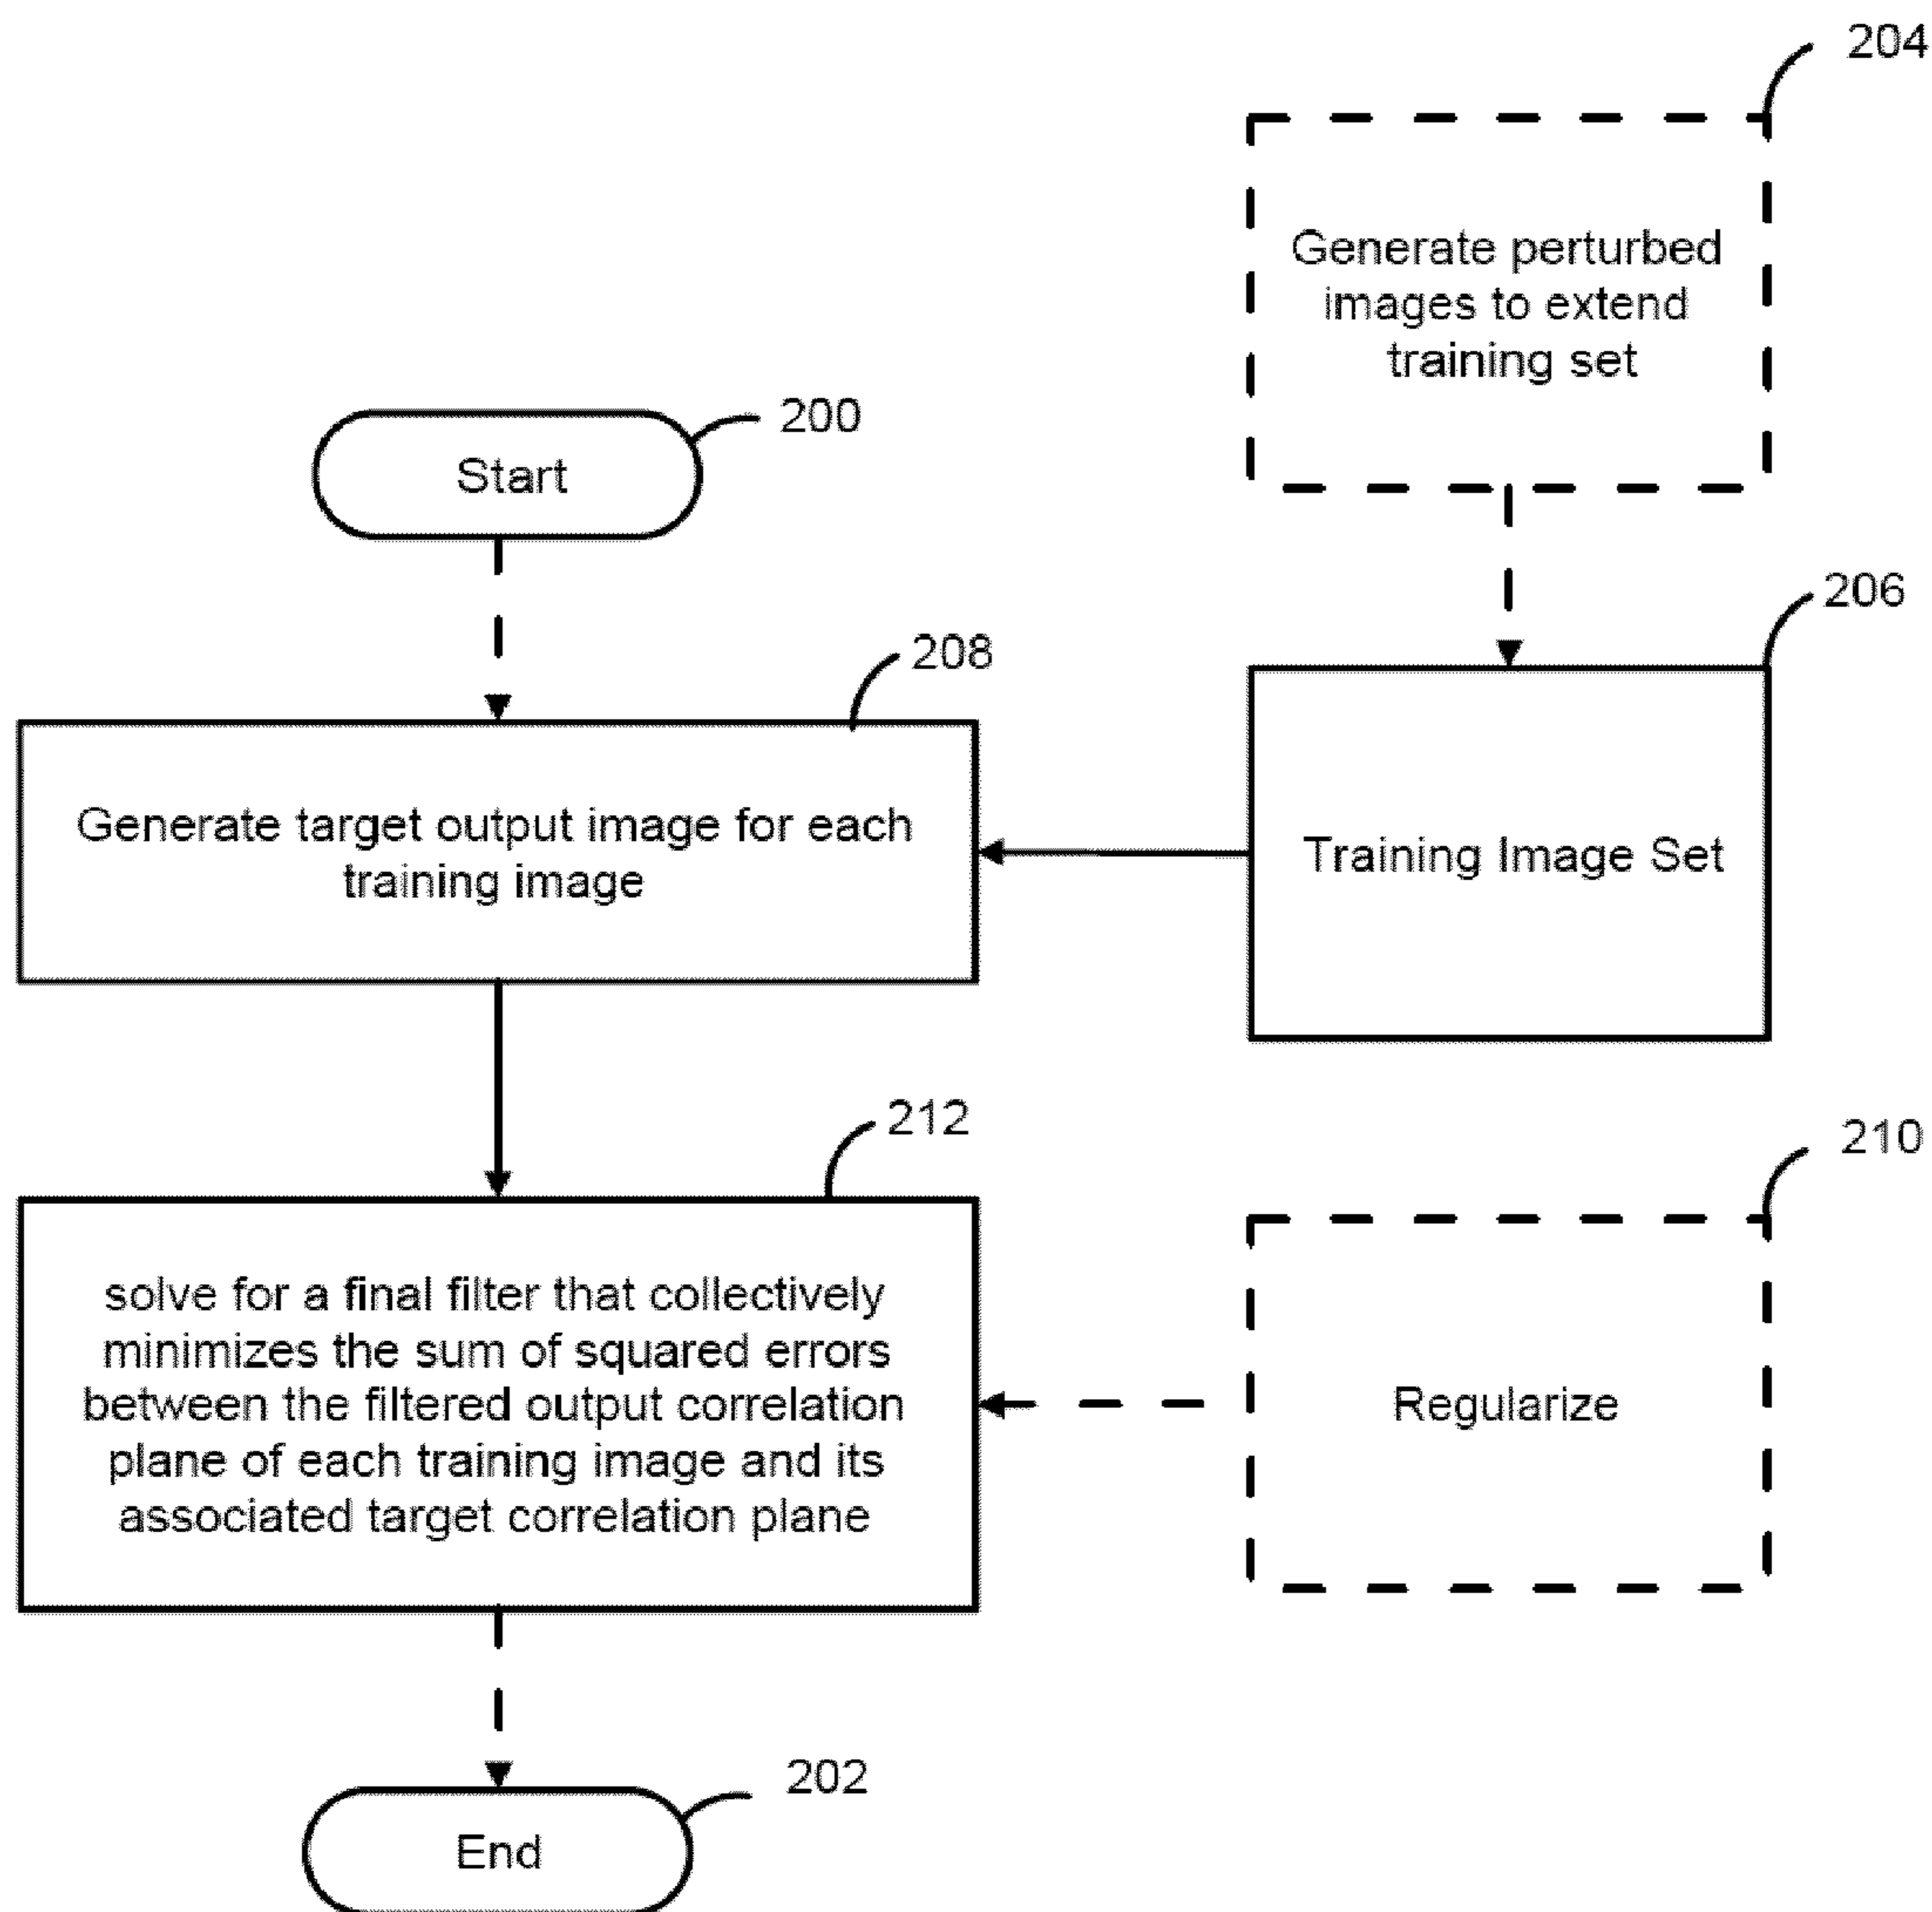 204
Generate perturbed
images to extend
training set
200
Start
206
208
Generate target output image for each
training image
Training Image Set
212
210
solve for a final filter that collectively
minimizes the sum of squared errors
between the filtered output correlation
plane of each training image and its
associated target correlation plane
Regularize
202
End